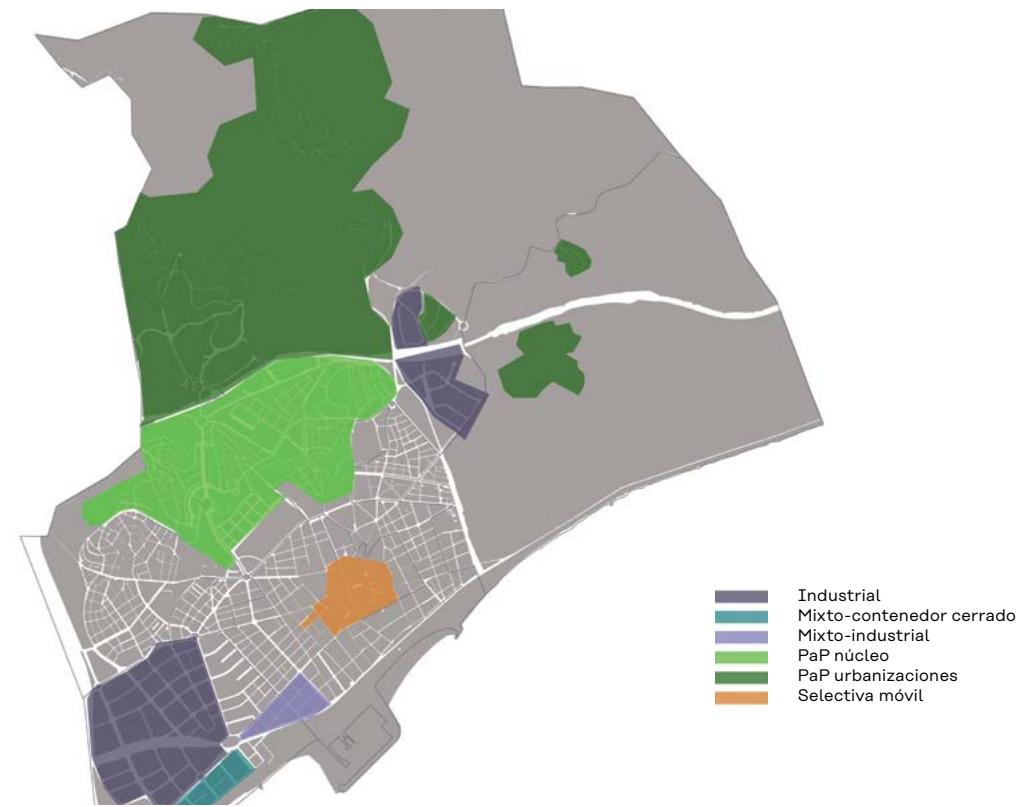 Industrial
Mixto-contenedor cerrado
Mixto-industrial
PaP núcleo
PaP urbanizaciones
Selectiva móvil